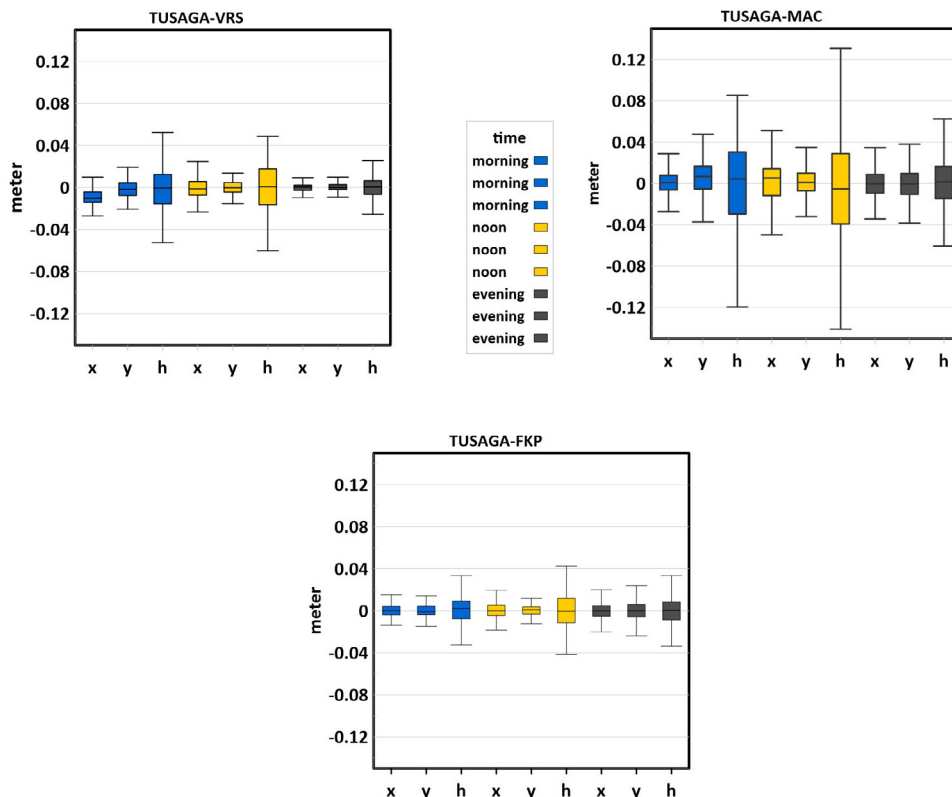 TUSAGA-VRS
0.12
0.08
0.04
0
-0.04
-0.08
-0.12
meter
x y h x y h x y h
time
morning
morning
morning
noon
noon
noon
evening
evening
evening
TUSAGA-MAC
0.12
0.08
0.04
0
-0.04
-0.08
-0.12
meter
x y h x y h x y h
TUSAGA-FKP
0.12
0.08
0.04
0
-0.04
-0.08
-0.12
meter
x y h x y h x y h